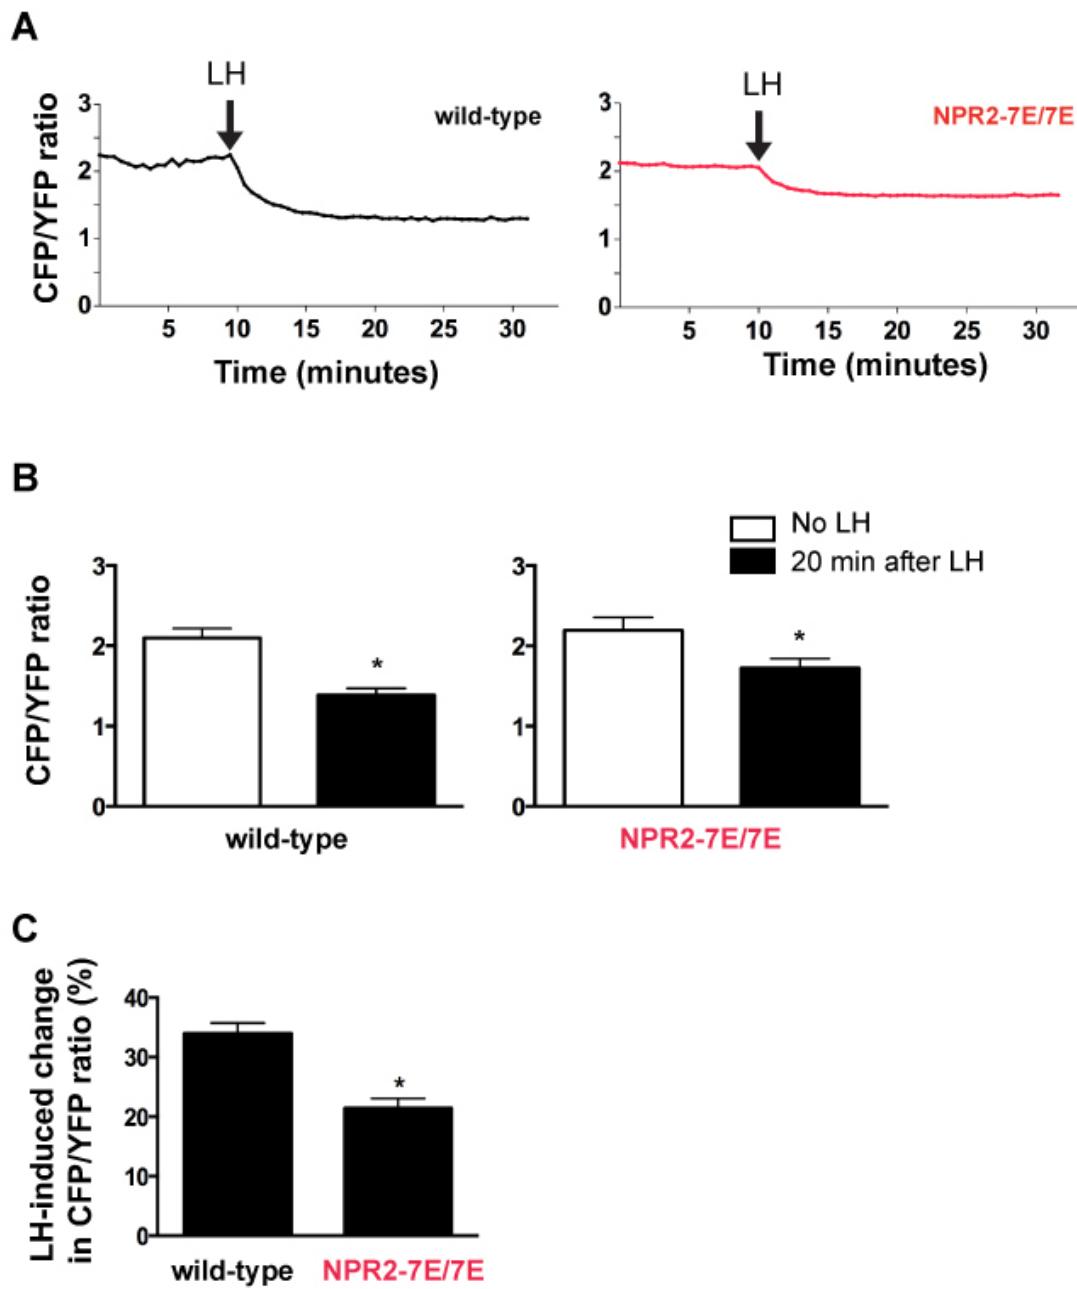 A
LH
wild-type
CFP/YFP ratio
3
2
1
0
5 10 15 20 25 30
Time (minutes)
LH
NPR2-7E/7E
3
2
1
0
5 10 15 20 25 30
Time (minutes)
B
No LH
20 min after LH
CFP/YFP ratio
3
2
1
0
*
wild-type
3
2
1
0
*
NPR2-7E/7E
C
LH-induced change
in CFP/YFP ratio (%)
40
30
20
10
0
*
wild-type NPR2-7E/7E